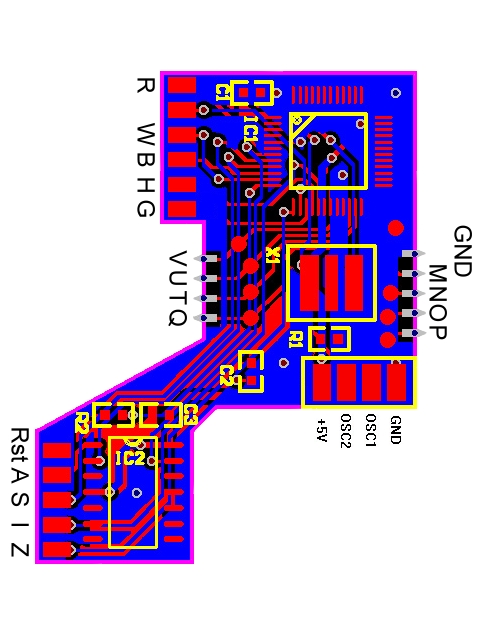 R
W
B
H
G
C1
IC1
GND
MNOP
VUTQ
X1
R1
C2
+5V
OSC2
OSC1
GND
R2
C3
IC2
Rst
A
S
I
Z